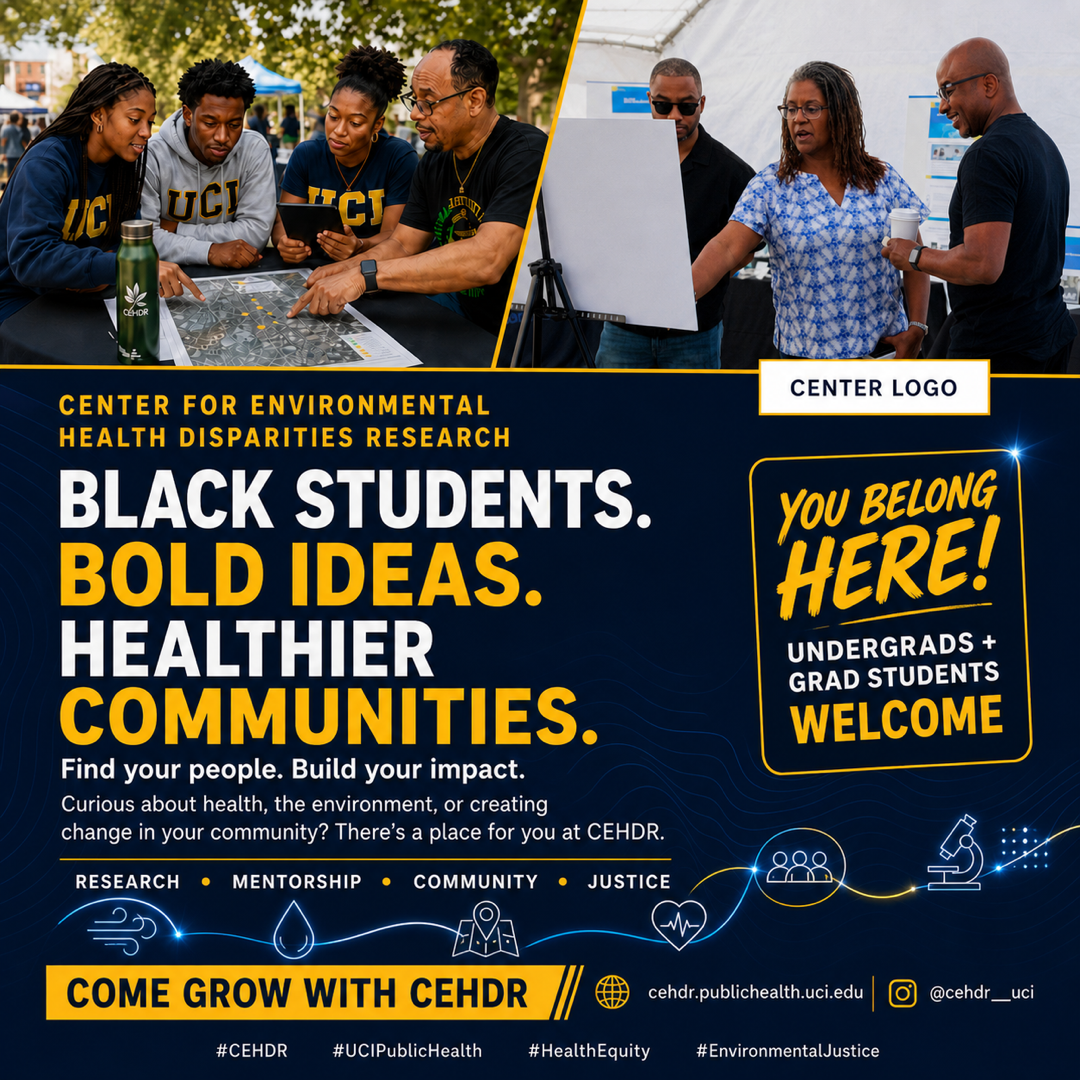 UCI
UCI
UCI
CEHDR
CENTER LOGO
CENTER FOR ENVIRONMENTAL
HEALTH DISPARITIES RESEARCH
BLACK STUDENTS.
BOLD IDEAS.
HEALTHIER
COMMUNITIES.
Find your people. Build your impact.
Curious about health, the environment, or creating
change in your community? There's a place for you at CEHDR.
YOU BELONG
HERE!
UNDERGRADS +
GRAD STUDENTS
WELCOME
RESEARCH • MENTORSHIP • COMMUNITY • JUSTICE
COME GROW WITH CEHDR
cehdr.publichealth.uci.edu
@cehdr__uci
#CEHDR #UCIPublicHealth #HealthEquity #EnvironmentalJustice